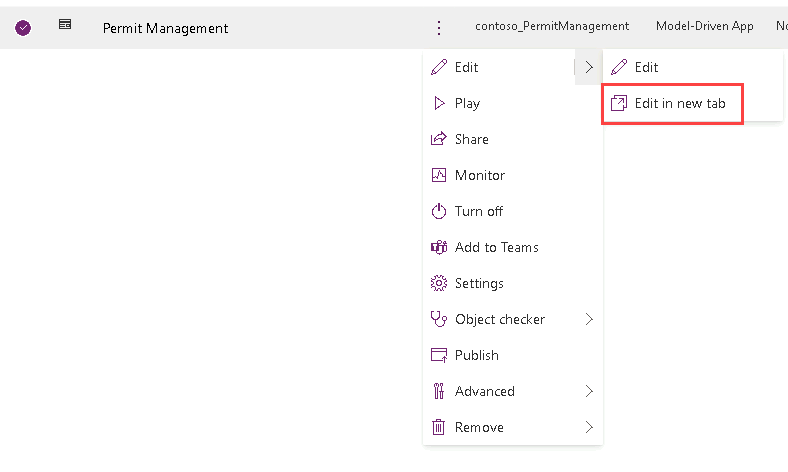 Permit Management
contoso_PermitManagement
Model-Driven App
Edit
Edit
Play
Edit in new tab
Share
Monitor
Turn off
Add to Teams
Settings
Object checker
Publish
Advanced
Remove